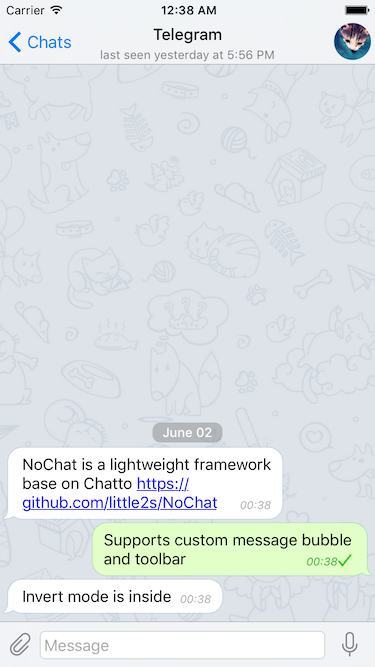 Carrier 12:38 AM
Chats Telegram
last seen yesterday at 5:56 PM
June 02
NoChat is a lightweight framework
base on Chatto https://
github.com/little2s/NoChat 00:38
Supports custom message bubble
and toolbar 00:38
Invert mode is inside 00:38
Message